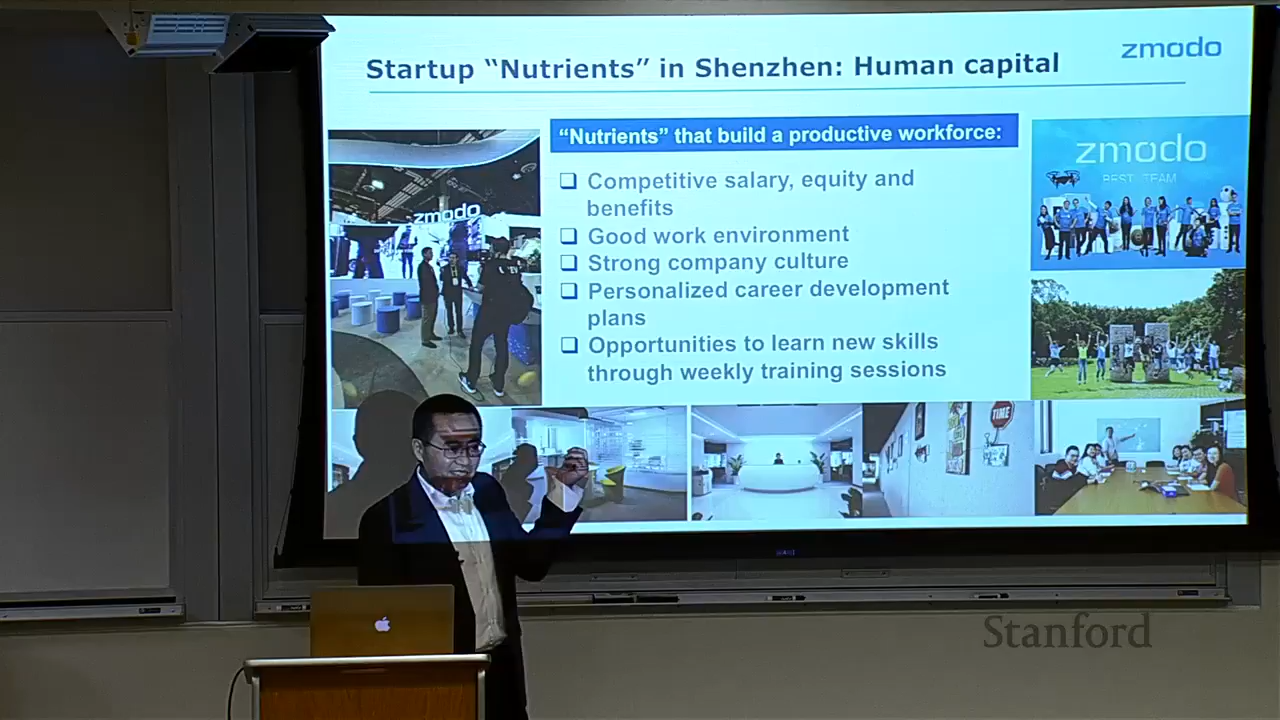 Startup “Nutrients” in Shenzhen: Human capital
zmodo
“Nutrients” that build a productive workforce:
Competitive salary, equity and
benefits
Good work environment
Strong company culture
Personalized career development
plans
Opportunities to learn new skills
through weekly training sessions
zmodo
zmodo
BEST TEAM
TIME
Stanford